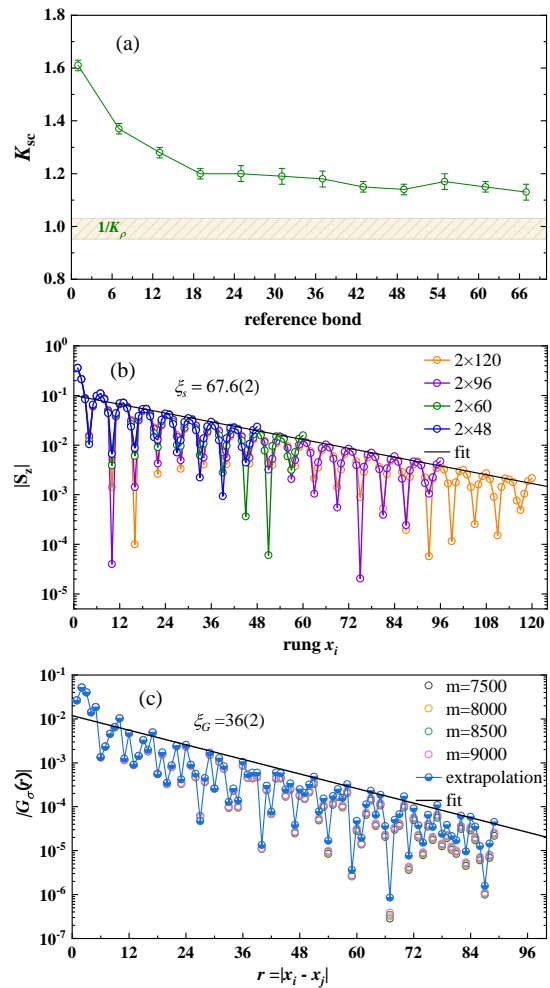 (a)
1.8
1.6
1.4
1.2
1.0
0.8
K_sc
1/K_ρ
0 6 12 18 24 30 36 42 48 54 60 66 72
reference bond
(b)
10^0
10^-1
10^-2
10^-3
10^-4
10^-5
|S_z|
ξ_s = 67.6(2)
2×120
2×96
2×60
2×48
fit
0 12 24 36 48 60 72 84 96 108 120
rung x_i
(c)
10^-1
10^-2
10^-3
10^-4
10^-5
10^-6
10^-7
|G_σ(r)|
ξ_G =36(2)
m=7500
m=8000
m=8500
m=9000
extrapolation
fit
0 12 24 36 48 60 72 84 96
r =|x_i - x_j|